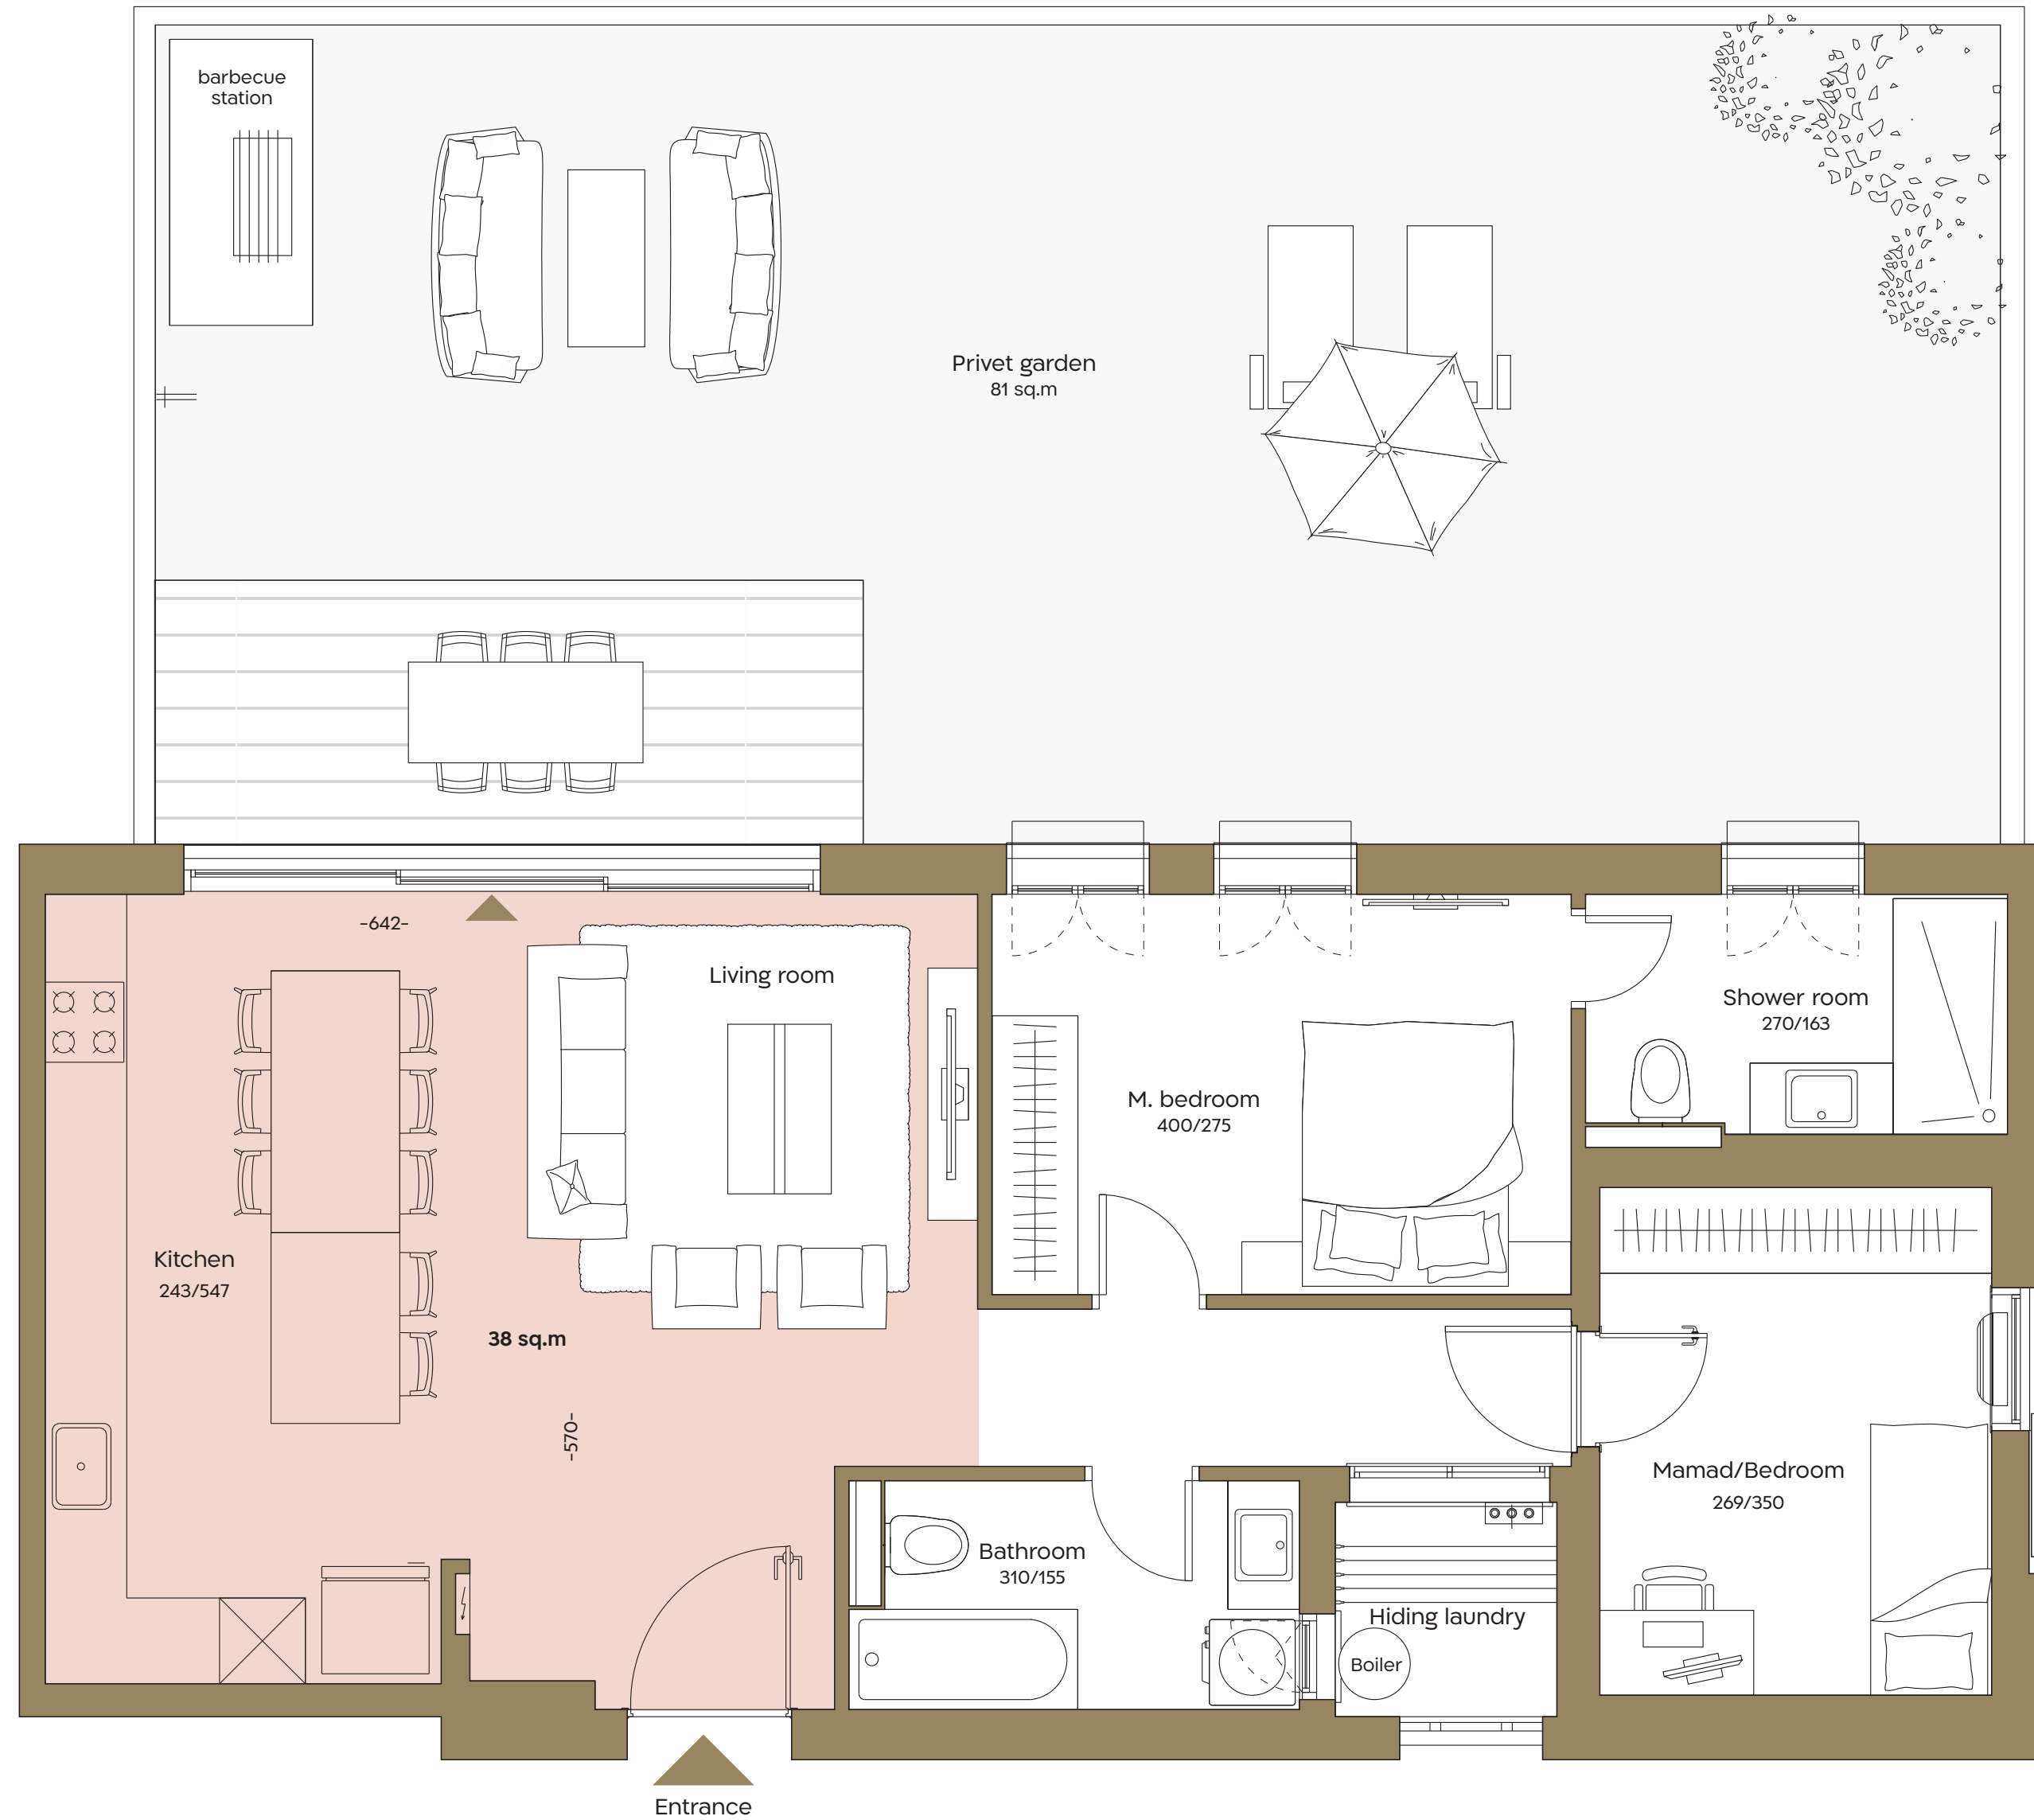 barbecue
station
Privet garden
81 sq.m
-642-
Living room
Shower room
270/163
M. bedroom
400/275
Kitchen
243/547
38 sq.m
-570-
Mamad/Bedroom
269/350
Bathroom
310/155
Hiding laundry
Boiler
Entrance